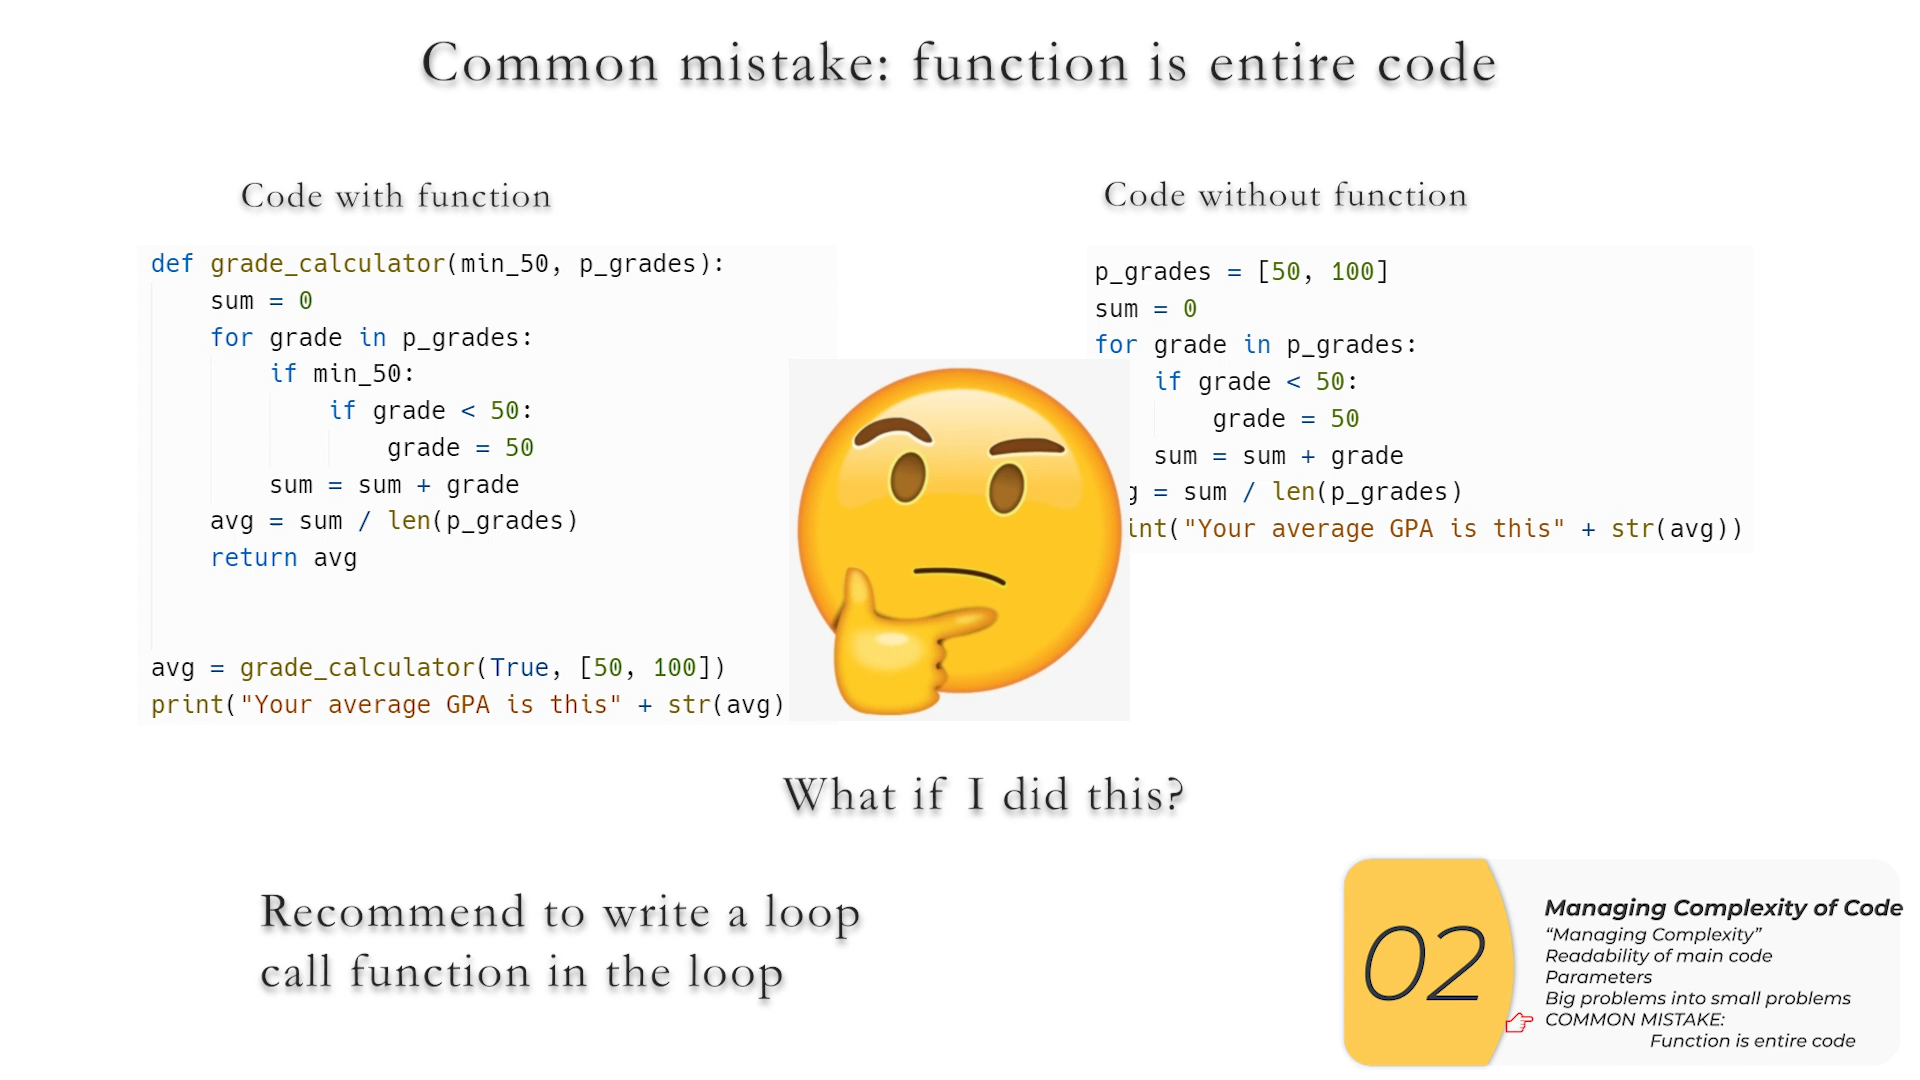 Common mistake: function is entire code
Code with function
def grade_calculator(min_50, p_grades):
sum = 0
for grade in p_grades:
if min_50:
if grade < 50:
grade = 50
sum = sum + grade
avg = sum / len(p_grades)
return avg
avg = grade_calculator(True, [50, 100])
print("Your average GPA is this" + str(avg)
Code without function
p_grades = [50, 100]
sum = 0
for grade in p_grades:
if grade < 50:
grade = 50
sum = sum + grade
g = sum / len(p_grades)
int("Your average GPA is this" + str(avg))
What if I did this?
Recommend to write a loop
call function in the loop
02
Managing Complexity of Code
“Managing Complexity”
Readability of main code
Parameters
Big problems into small problems
COMMON MISTAKE:
Function is entire code